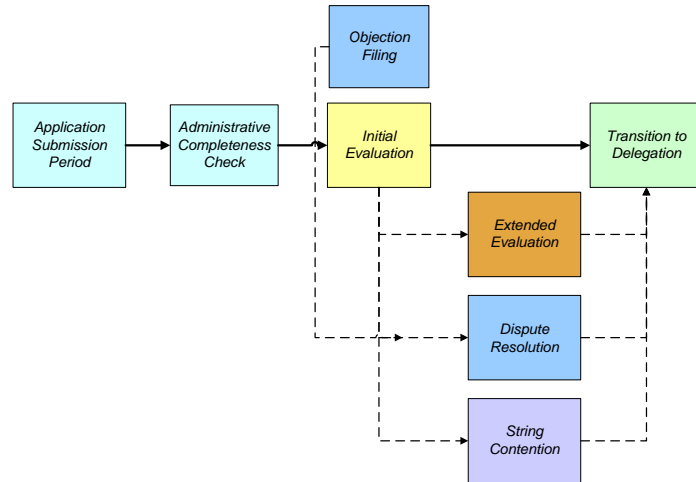 Objection
Filing
Application
Submission
Period
Administrative
Completeness
Check
Initial
Evaluation
Transition to
Delegation
Extended
Evaluation
Dispute
Resolution
String
Contention